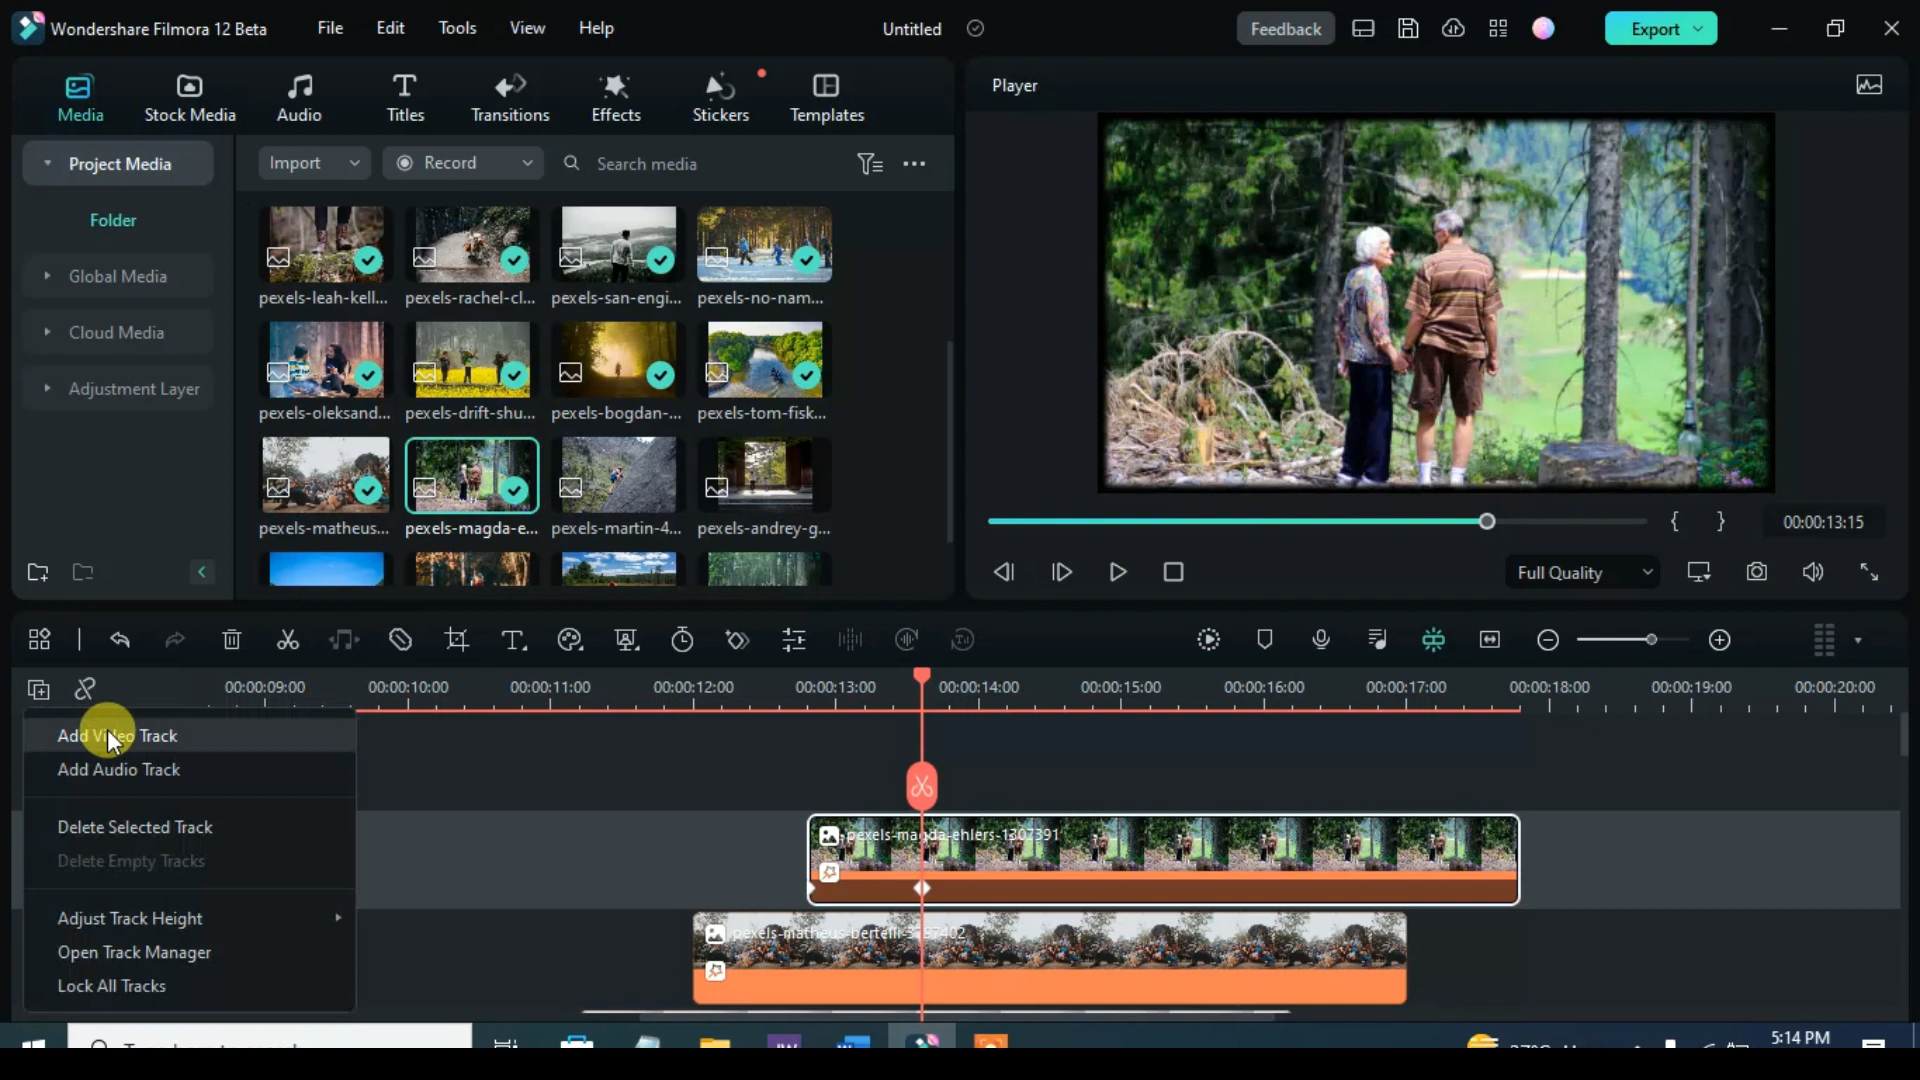 Wondershare Filmora 12 Beta
File
Edit
Tools
View
Help
Untitled
Feedback
Export
Media
Stock Media
Audio
Titles
Transitions
Effects
Stickers
Templates
Player
Project Media
Import
Record
Search media
Folder
Global Media
Cloud Media
Adjustment Layer
pexels-leah-kell...
pexels-rachel-cl...
pexels-san-engi...
pexels-no-nam...
pexels-oleksand...
pexels-drift-shu...
pexels-bogdan-...
pexels-tom-fisk...
pexels-matheus...
pexels-magda-e...
pexels-martin-4...
pexels-andrey-g...
00:00:13:15
Full Quality
00:00:09:00
00:00:10:00
00:00:11:00
00:00:12:00
00:00:13:00
00:00:14:00
00:00:15:00
00:00:16:00
00:00:17:00
00:00:18:00
00:00:19:00
00:00:20:00
Add Video Track
Add Audio Track
Delete Selected Track
Delete Empty Tracks
Adjust Track Height
Open Track Manager
Lock All Tracks
pexels-magda-ehlers-1307391
pexels-matheus-bertelli-
5:14 PM